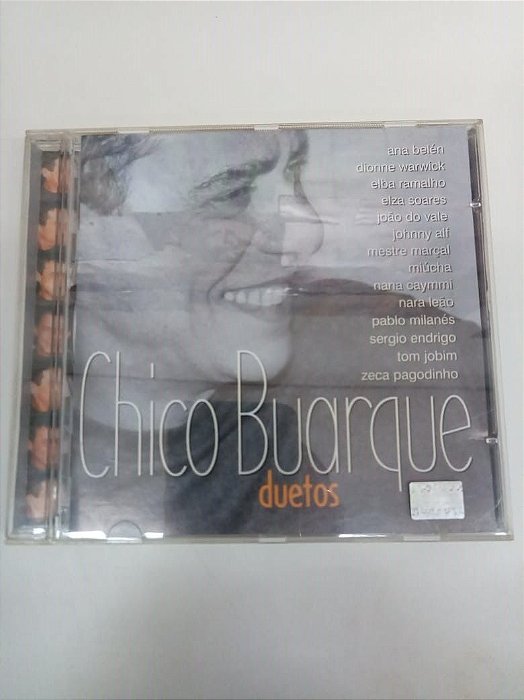 ana belén
dionne warwick
elba ramalho
elza soares
joão do vale
johnny alf
mestre marçal
miúcha
nana caymmi
nara leão
pablo milanés
sergio endrigo
tom jobim
zeca pagodinho
Chico Buarque
duetos